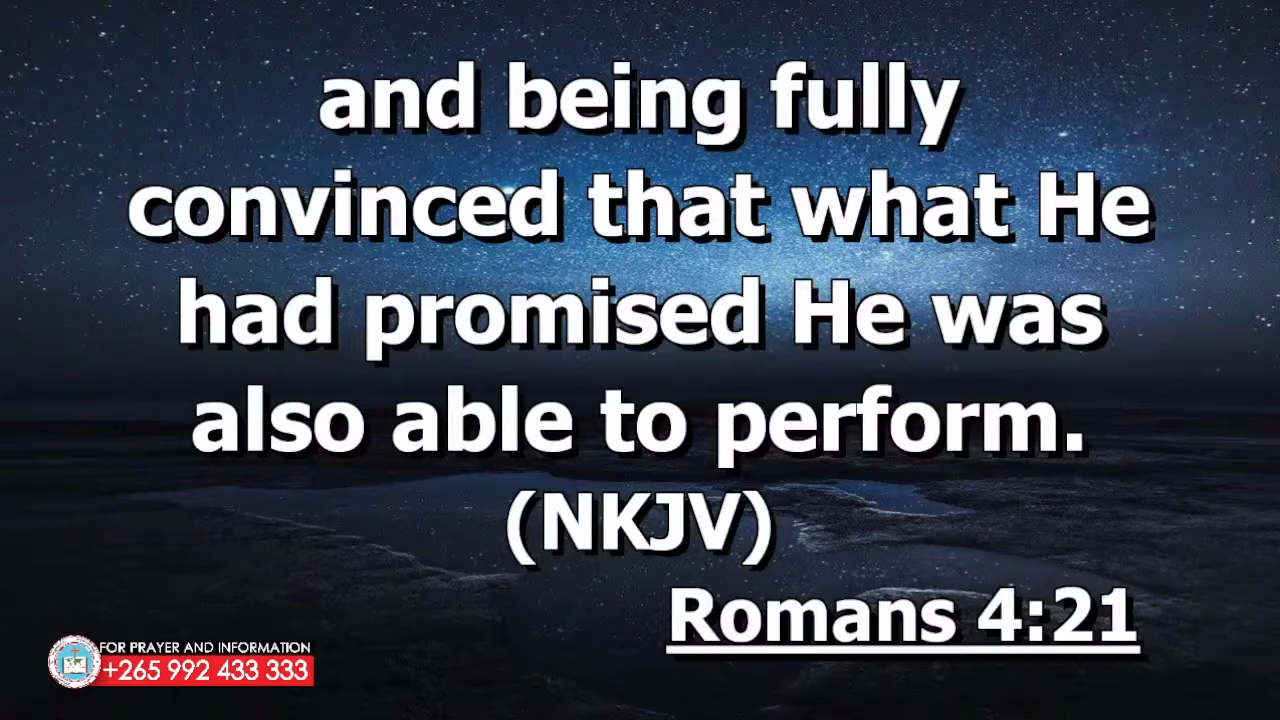 and being fully
convinced that what He
had promised He was
also able to perform.
(NKJV)
Romans 4:21
FOR PRAYER AND INFORMATION
+265 992 433 333